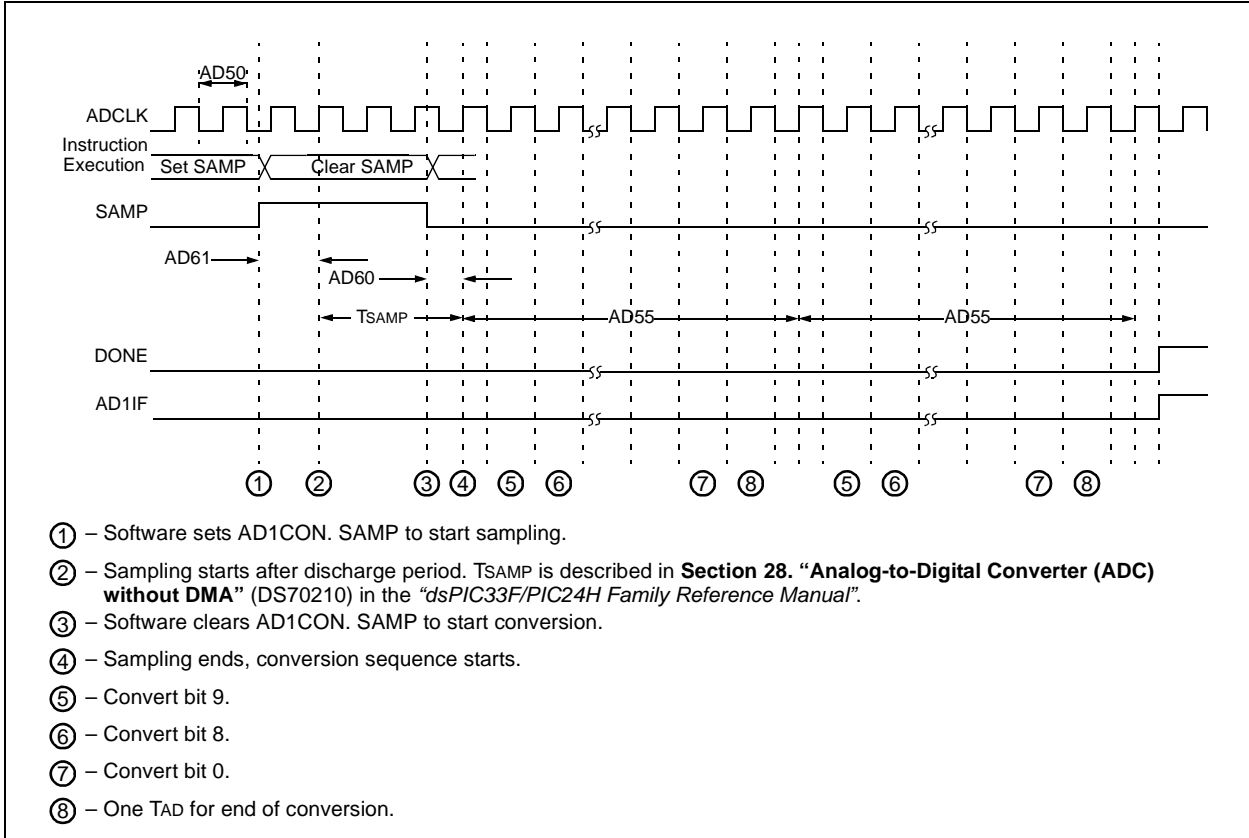 AD50
ADCLK
Instruction
Execution
Set SAMP
Clear SAMP
SAMP
AD61
AD60
TSAMP
AD55
AD55
DONE
AD1IF
1 2 3 4 5 6 7 8 5 6 7 8
1 – Software sets AD1CON. SAMP to start sampling.
2 – Sampling starts after discharge period. TSAMP is described in Section 28. “Analog-to-Digital Converter (ADC)
without DMA” (DS70210) in the “dsPIC33F/PIC24H Family Reference Manual”.
3 – Software clears AD1CON. SAMP to start conversion.
4 – Sampling ends, conversion sequence starts.
5 – Convert bit 9.
6 – Convert bit 8.
7 – Convert bit 0.
8 – One TAD for end of conversion.